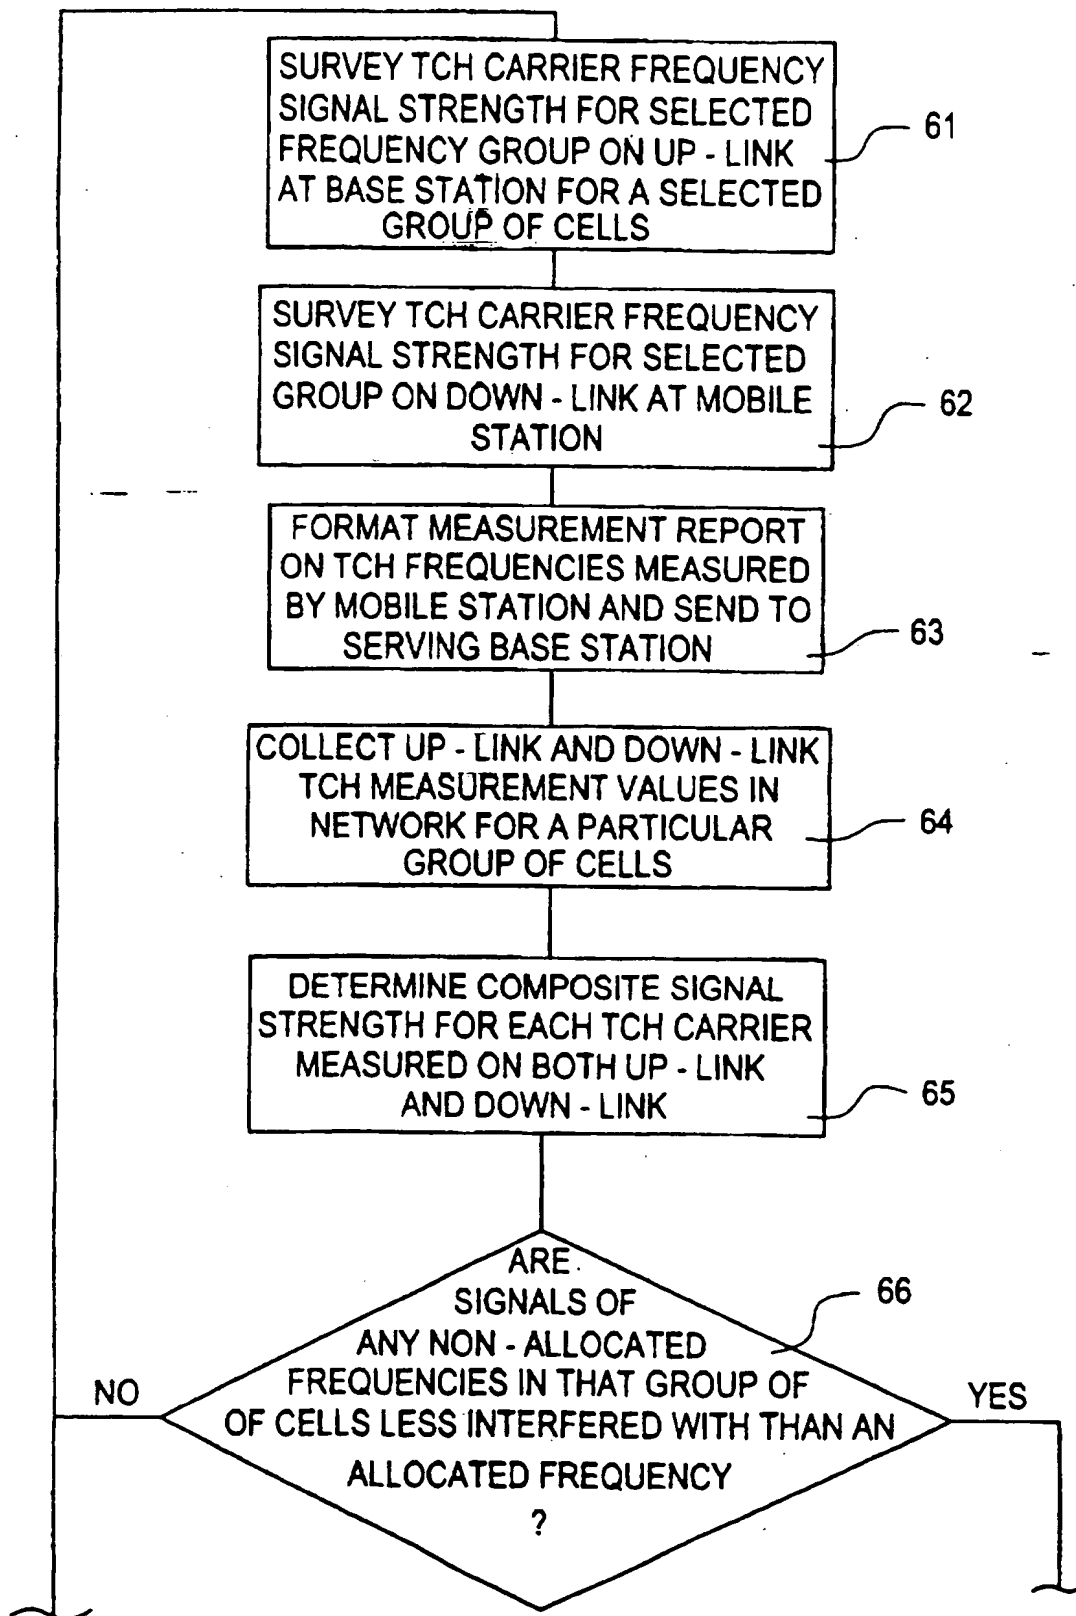 SURVEY TCH CARRIER FREQUENCY
SIGNAL STRENGTH FOR SELECTED
FREQUENCY GROUP ON UP - LINK
AT BASE STATION FOR A SELECTED
GROUP OF CELLS
61
SURVEY TCH CARRIER FREQUENCY
SIGNAL STRENGTH FOR SELECTED
GROUP ON DOWN - LINK AT MOBILE
STATION
62
FORMAT MEASUREMENT REPORT
ON TCH FREQUENCIES MEASURED
BY MOBILE STATION AND SEND TO
SERVING BASE STATION
63
COLLECT UP - LINK AND DOWN - LINK
TCH MEASUREMENT VALUES IN
NETWORK FOR A PARTICULAR
GROUP OF CELLS
64
DETERMINE COMPOSITE SIGNAL
STRENGTH FOR EACH TCH CARRIER
MEASURED ON BOTH UP - LINK
AND DOWN - LINK
65
ARE
SIGNALS OF
ANY NON - ALLOCATED
FREQUENCIES IN THAT GROUP OF
OF CELLS LESS INTERFERED WITH THAN AN
ALLOCATED FREQUENCY
?
66
NO
YES